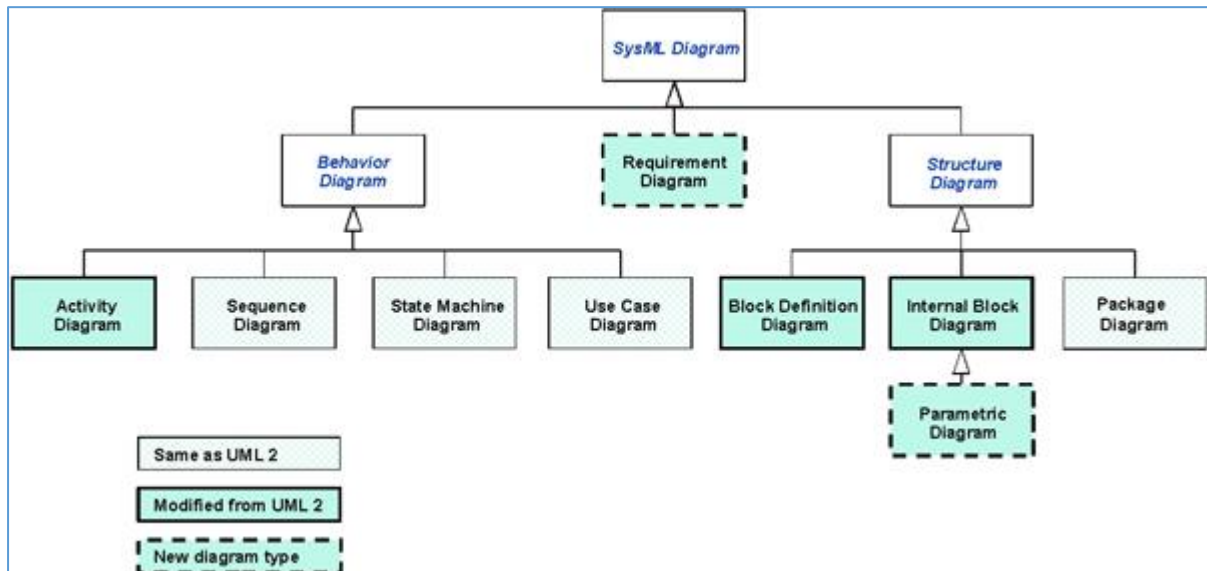 SysML Diagram
Behavior
Diagram
Requirement
Diagram
Structure
Diagram
Activity
Diagram
Sequence
Diagram
State Machine
Diagram
Use Case
Diagram
Block Definition
Diagram
Internal Block
Diagram
Package
Diagram
Parametric
Diagram
Same as UML 2
Modified from UML 2
New diagram type